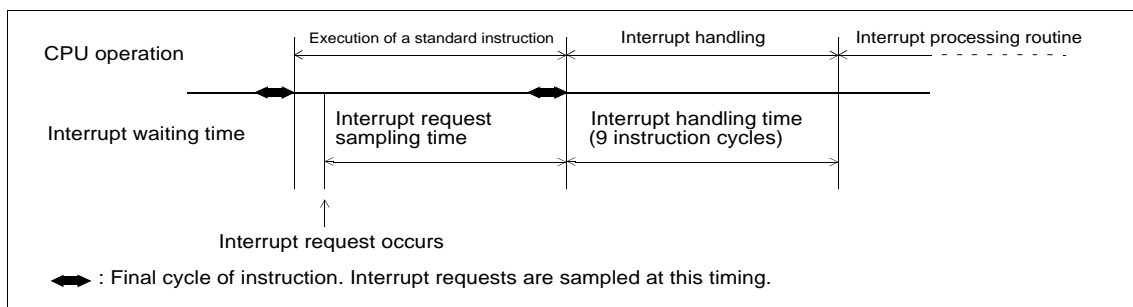 CPU operation
Execution of a standard instruction
Interrupt handling
Interrupt processing routine
Interrupt waiting time
Interrupt request
sampling time
Interrupt handling time
(9 instruction cycles)
Interrupt request occurs
: Final cycle of instruction. Interrupt requests are sampled at this timing.